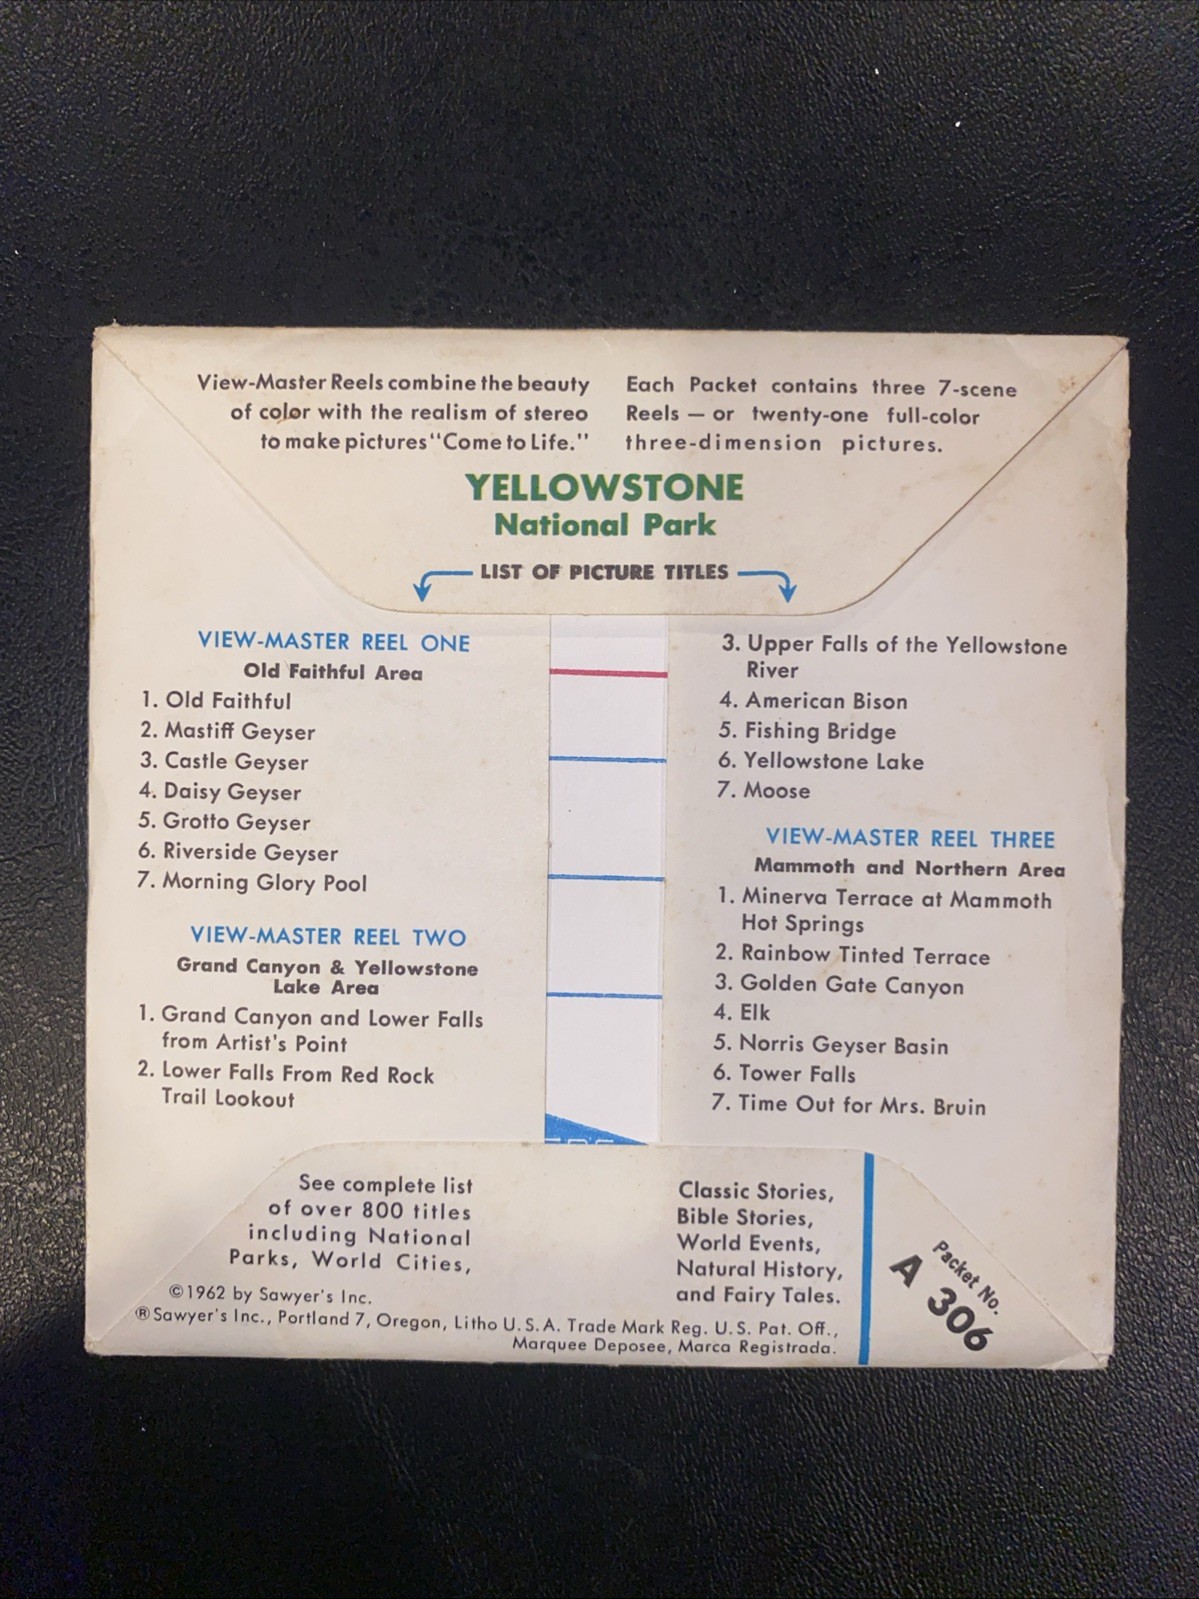 View-Master Reels combine the beauty
of color with the realism of stereo
to make pictures "Come to Life."
Each Packet contains three 7-scene
Reels — or twenty-one full-color
three-dimension pictures.
YELLOWSTONE
National Park
LIST OF PICTURE TITLES
VIEW-MASTER REEL ONE
Old Faithful Area
1. Old Faithful
2. Mastiff Geyser
3. Castle Geyser
4. Daisy Geyser
5. Grotto Geyser
6. Riverside Geyser
7. Morning Glory Pool
VIEW-MASTER REEL TWO
Grand Canyon & Yellowstone
Lake Area
1. Grand Canyon and Lower Falls
from Artist's Point
2. Lower Falls From Red Rock
Trail Lookout
3. Upper Falls of the Yellowstone
River
4. American Bison
5. Fishing Bridge
6. Yellowstone Lake
7. Moose
VIEW-MASTER REEL THREE
Mammoth and Northern Area
1. Minerva Terrace at Mammoth
Hot Springs
2. Rainbow Tinted Terrace
3. Golden Gate Canyon
4. Elk
5. Norris Geyser Basin
6. Tower Falls
7. Time Out for Mrs. Bruin
See complete list
of over 800 titles
including National
Parks, World Cities,
Classic Stories,
Bible Stories,
World Events,
Natural History,
and Fairy Tales.
©1962 by Sawyer's Inc.
®Sawyer's Inc., Portland 7, Oregon, Litho U.S.A. Trade Mark Reg. U.S. Pat. Off.,
Marquee Deposee, Marca Registrada.
Packet No.
A 306